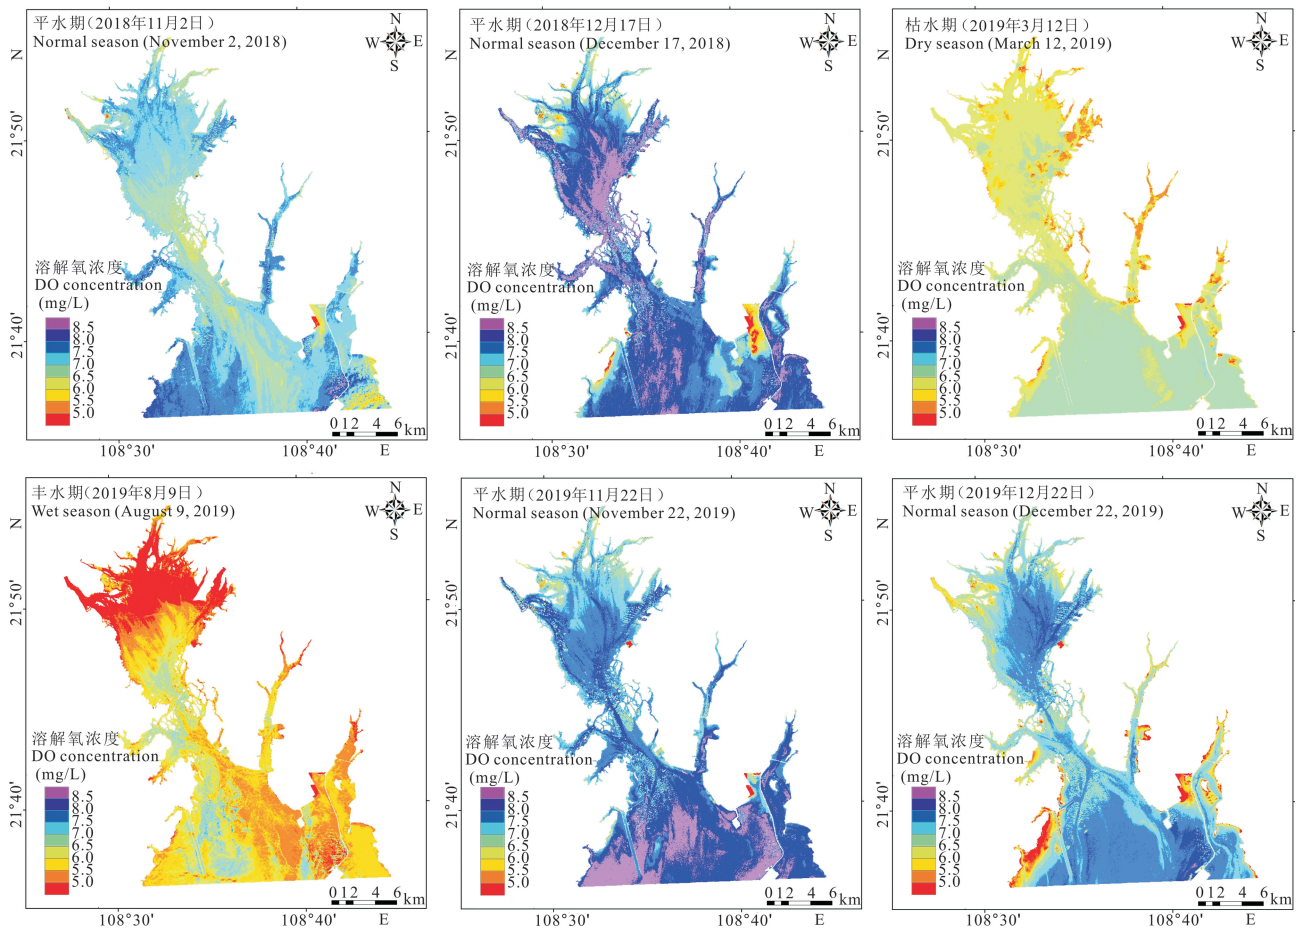 平水期(2018年11月2日)
Normal season (November 2, 2018)
N
W E
S
N
21°50'
21°40'
溶解氧浓度
DO concentration
(mg/L)
8.5
8.0
7.5
7.0
6.5
6.0
5.5
5.0
0 1 2 4 6
km
108°30' 108°40' E
平水期(2018年12月17日)
Normal season (December 17, 2018)
N
W E
S
N
21°50'
21°40'
溶解氧浓度
DO concentration
(mg/L)
8.5
8.0
7.5
7.0
6.5
6.0
5.5
5.0
0 1 2 4 6
km
108°30' 108°40' E
枯水期(2019年3月12日)
Dry season (March 12, 2019)
N
W E
S
N
21°50'
21°40'
溶解氧浓度
DO concentration
(mg/L)
8.5
8.0
7.5
7.0
6.5
6.0
5.5
5.0
0 1 2 4 6
km
108°30' 108°40' E
丰水期(2019年8月9日)
Wet season (August 9, 2019)
N
W E
S
N
21°50'
21°40'
溶解氧浓度
DO concentration
(mg/L)
8.5
8.0
7.0
6.0
5.0
0 1 2 4 6
km
108°30' 108°40' E
平水期(2019年11月22日)
Normal season (November 22, 2019)
N
W E
S
N
21°50'
21°40'
溶解氧浓度
DO concentration
(mg/L)
8.5
8.0
7.5
7.0
6.5
6.0
5.5
5.0
0 1 2 4 6
km
108°30' 108°40' E
平水期(2019年12月22日)
Normal season (December 22, 2019)
N
W E
S
N
21°50'
21°40'
溶解氧浓度
DO concentration
(mg/L)
8.5
8.0
7.5
7.0
6.5
6.0
5.5
5.0
0 1 2 4 6
km
108°30' 108°40' E